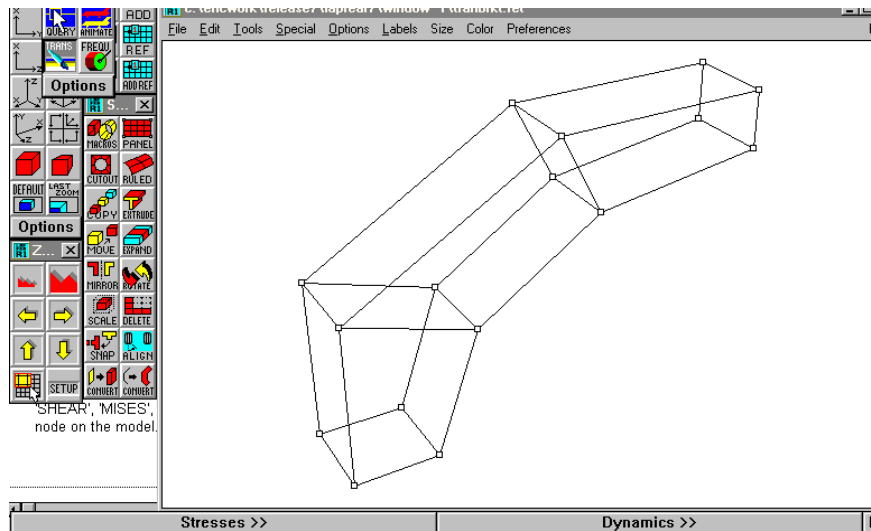 QUERY ANIMATE
ADD
REF
TRANS FREQU
ADD REF
Options
S...
MACROS PANEL
CUTOUT RULED
DEFAULT LAST ZOOM
COPY EXTRUDE
Options
MOVE EXPAND
Z...
MIRROR ROTATE
SCALE DELETE
SNAP ALIGN
SETUP
CONVERT CONVERT
'SHEAR', 'MISES',
node on the model.
File Edit Tools Special Options Labels Size Color Preferences
Stresses >>
Dynamics >>